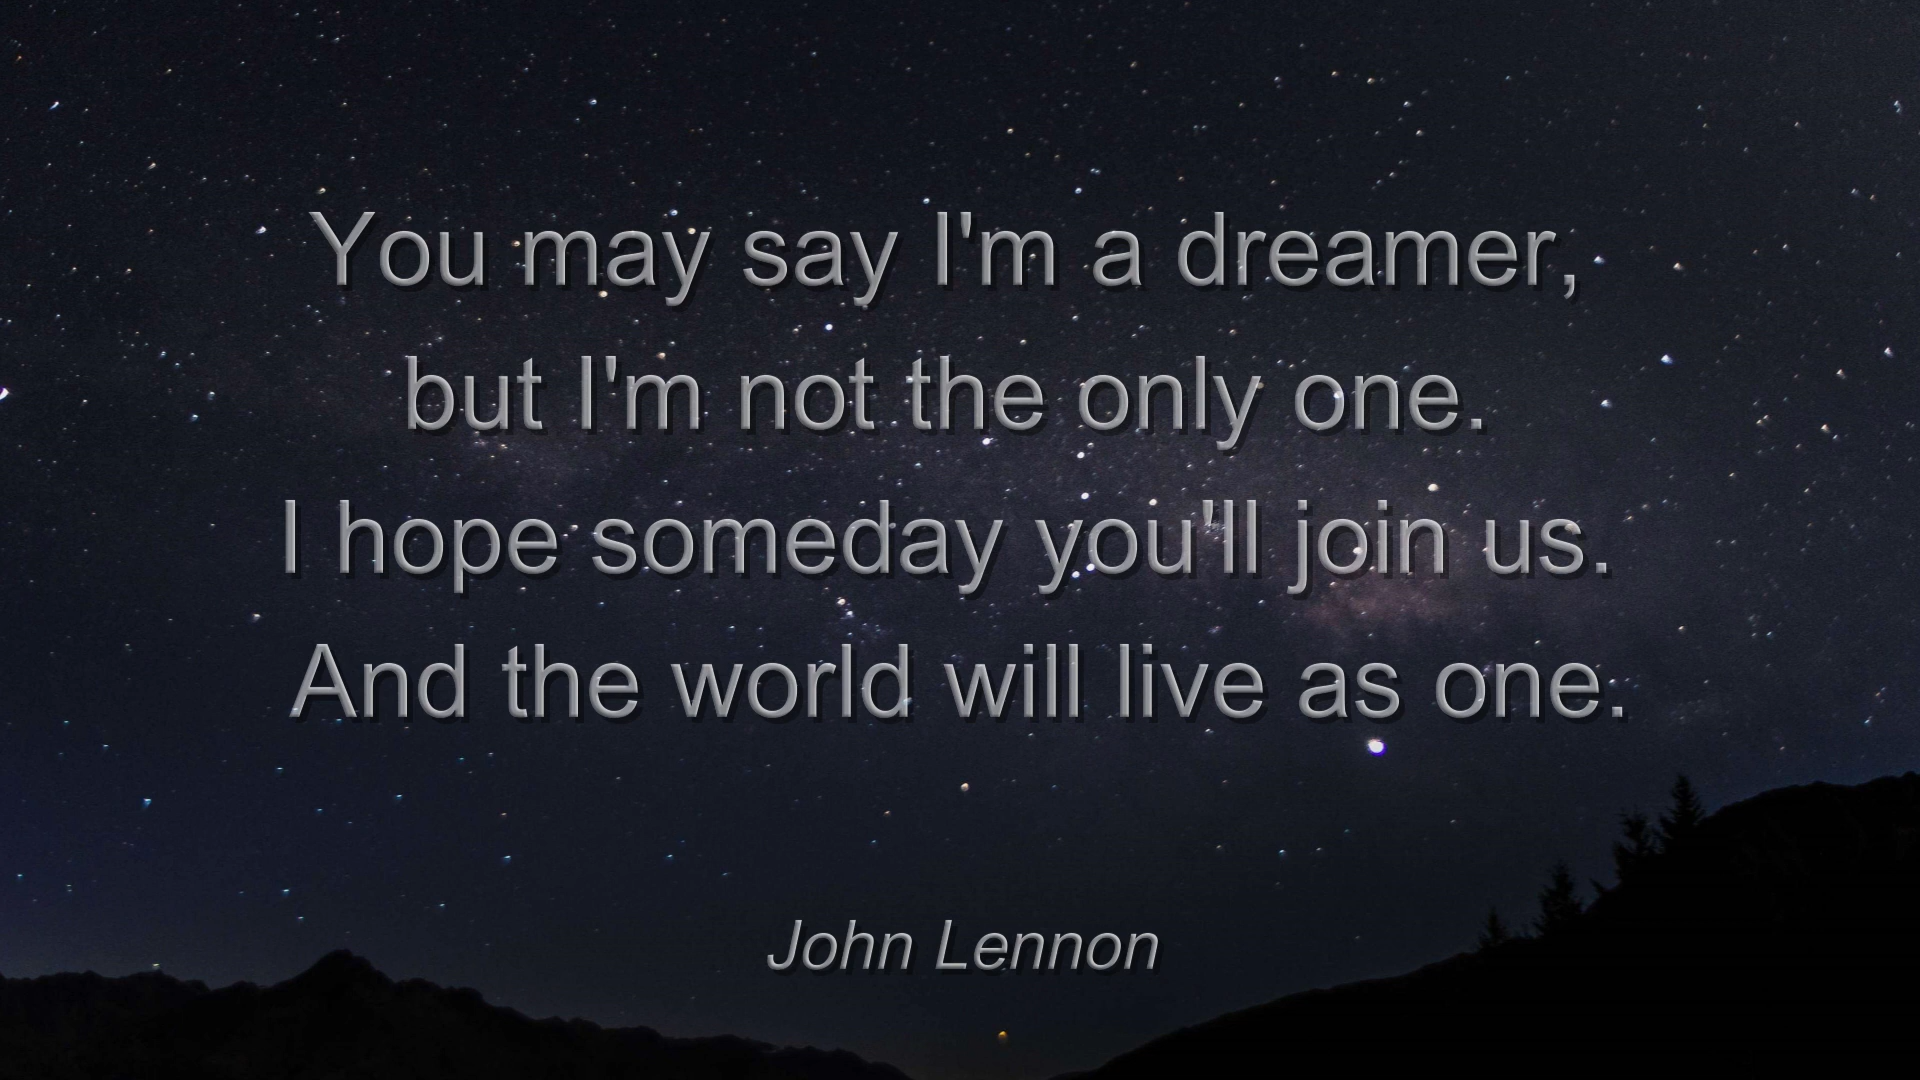 You may say I'm a dreamer,
but I'm not the only one.
I hope someday you'll join us.
And the world will live as one.
John Lennon